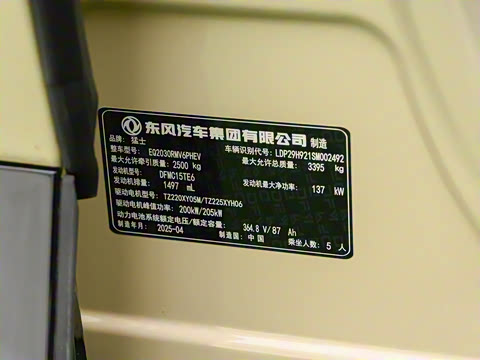 东风汽车集团有限公司 制造
品牌: 猛士
整车型号: EQ2030RMV6PHEV 车辆识别代号: LDP29H921SM002492
最大允许牵引质量: 2500 kg 最大允许总质量: 3395 kg
发动机型号: DFMC15TE6
发动机排量: 1497 mL 发动机最大净功率: 137 kW
驱动电机型号: TZ220XY05M/TZ225XYH06
驱动电机峰值功率: 200kW/205kW
动力电池系统额定电压/额定容量: 364.8 V/ 87 Ah
制造年月: 2025-04 制造国: 中国 乘坐人数: 5 人